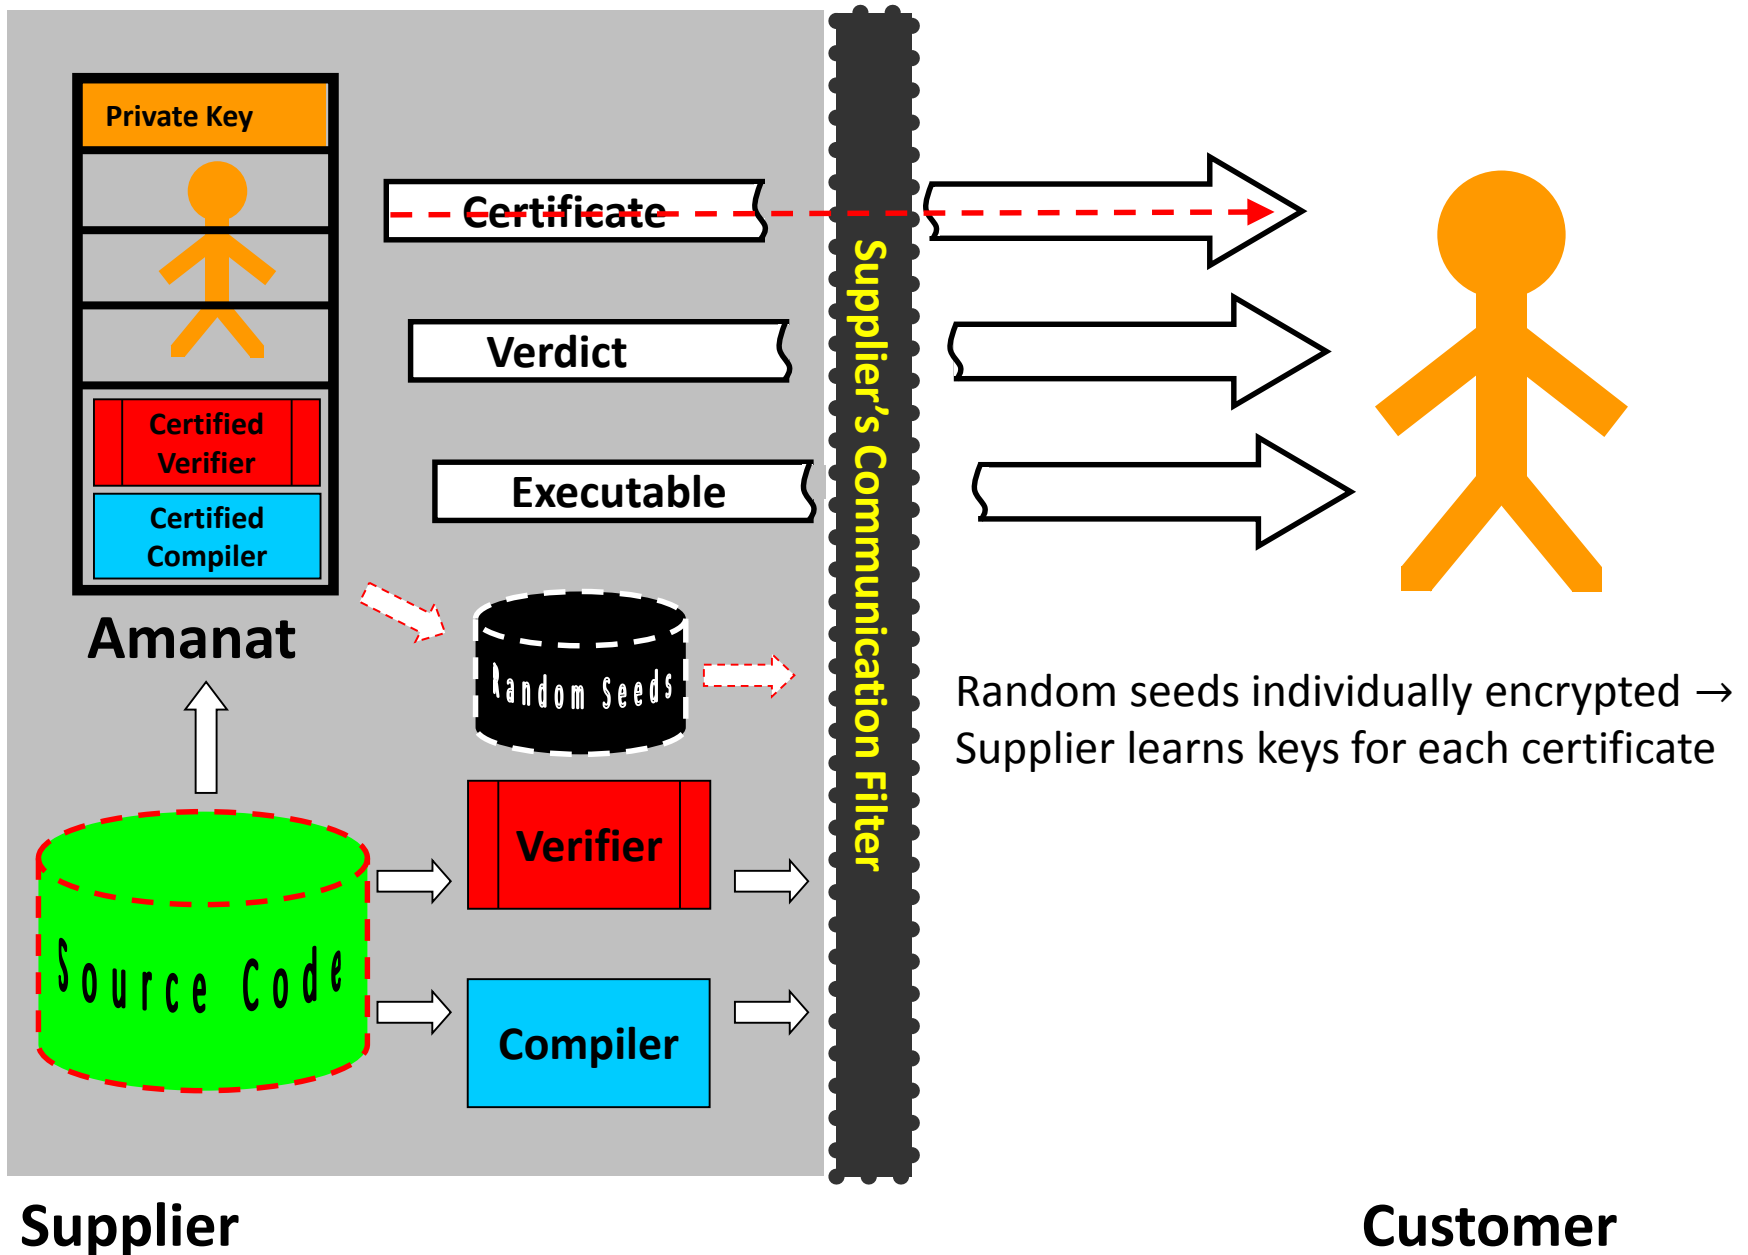 Private Key
Certificate
Verdict
Executable
Certified
Verifier
Certified
Compiler
Amanat
Random Seeds
Supplier's Communication Filter
Random seeds individually encrypted →
Supplier learns keys for each certificate
Verifier
Source Code
Compiler
Supplier
Customer